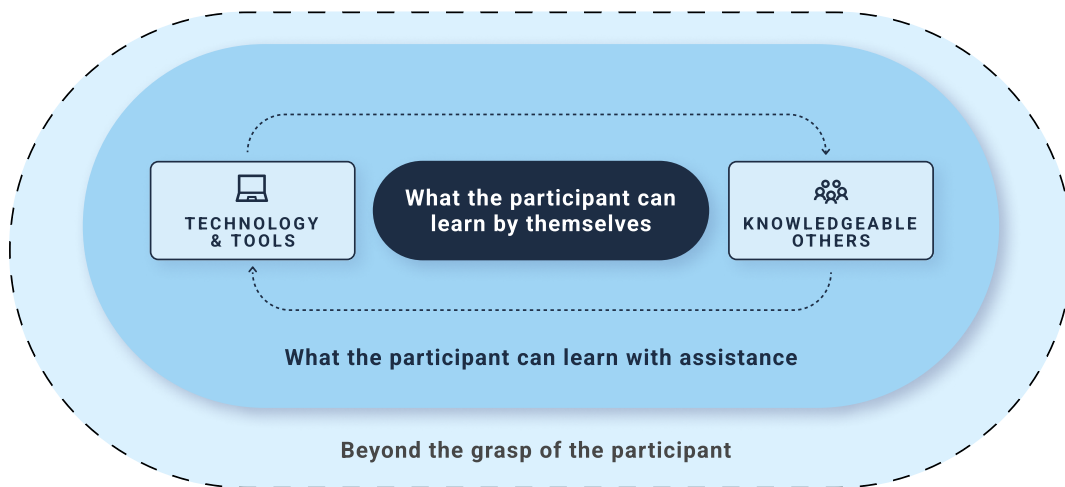 What the participant can
learn by themselves
TECHNOLOGY
& TOOLS
KNOWLEDGEABLE
OTHERS
What the participant can learn with assistance
Beyond the grasp of the participant